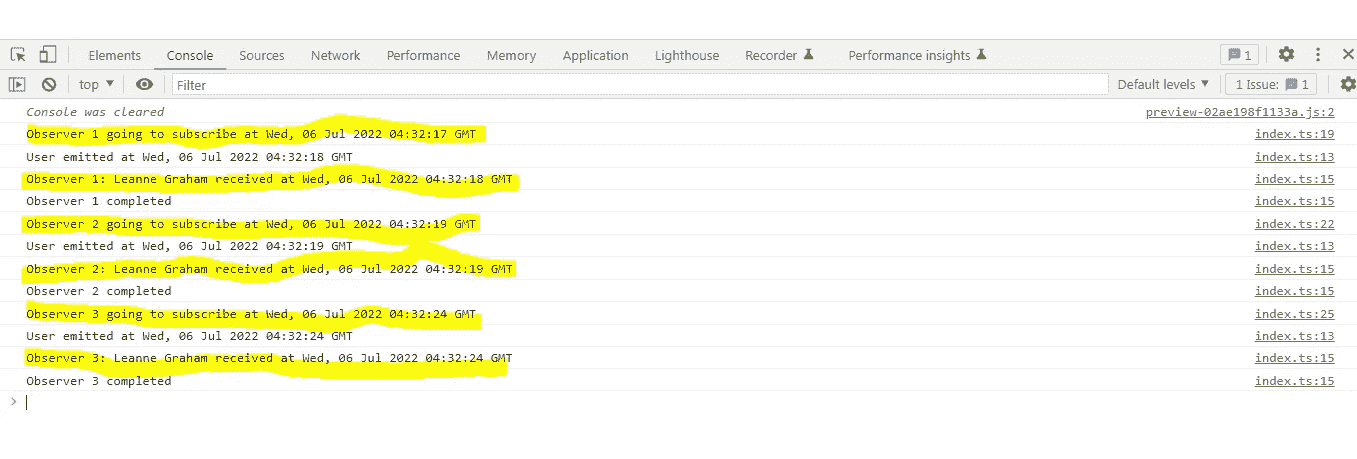 Elements Console Sources Network Performance Memory Application Lighthouse Recorder Performance insights 1
top Filter Default levels 1 Issue: 1
Console was cleared preview-02ae198f1133a.js:2
Observer 1 going to subscribe at Wed, 06 Jul 2022 04:32:17 GMT index.ts:19
User emitted at Wed, 06 Jul 2022 04:32:18 GMT index.ts:13
Observer 1: Leanne Graham received at Wed, 06 Jul 2022 04:32:18 GMT index.ts:15
Observer 1 completed index.ts:15
Observer 2 going to subscribe at Wed, 06 Jul 2022 04:32:19 GMT index.ts:22
User emitted at Wed, 06 Jul 2022 04:32:19 GMT index.ts:13
Observer 2: Leanne Graham received at Wed, 06 Jul 2022 04:32:19 GMT index.ts:15
Observer 2 completed index.ts:15
Observer 3 going to subscribe at Wed, 06 Jul 2022 04:32:24 GMT index.ts:25
User emitted at Wed, 06 Jul 2022 04:32:24 GMT index.ts:13
Observer 3: Leanne Graham received at Wed, 06 Jul 2022 04:32:24 GMT index.ts:15
Observer 3 completed index.ts:15
>